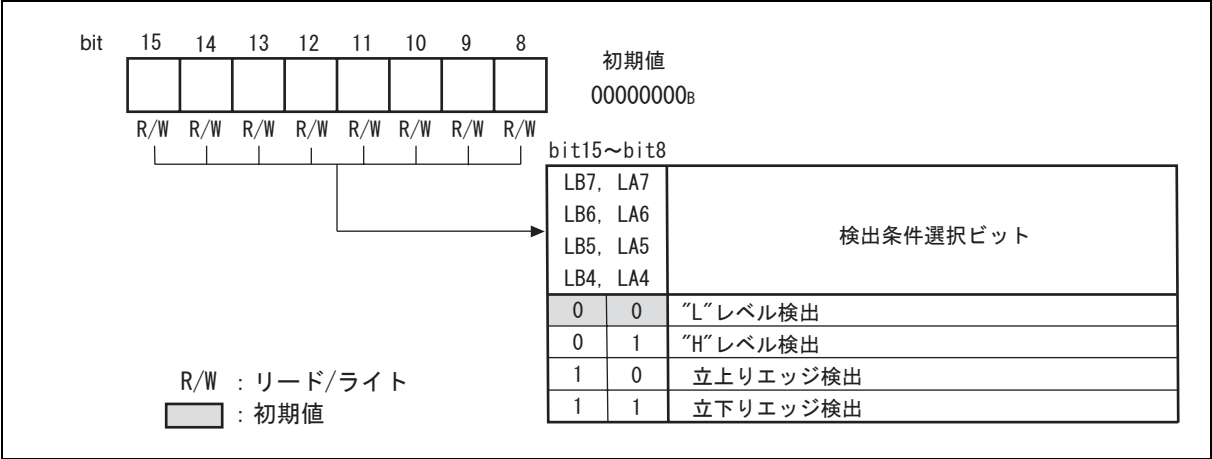 bit 15 14 13 12 11 10 9 8
初期値
00000000B
R/W R/W R/W R/W R/W R/W R/W R/W
bit15～bit8
LB7, LA7
LB6, LA6
LB5, LA5
LB4, LA4
検出条件選択ビット
0 0 "L"レベル検出
0 1 "H"レベル検出
1 0 立上りエッジ検出
1 1 立下りエッジ検出
R/W : リード/ライト
: 初期値